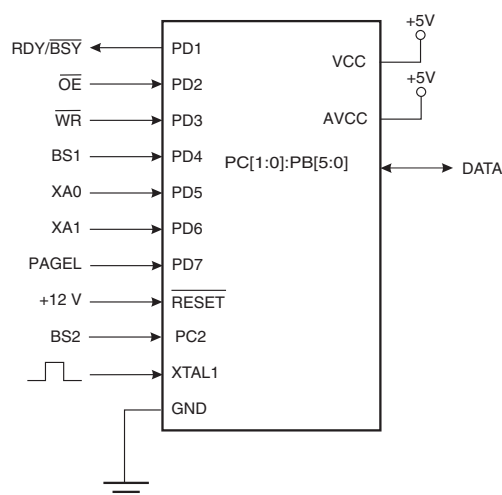 RDY/BSY
PD1
OE
PD2
WR
PD3
BS1
PD4
XA0
PD5
XA1
PD6
PAGEL
PD7
+12 V
RESET
BS2
PC2
XTAL1
GND
+5V
VCC
+5V
AVCC
PC[1:0]:PB[5:0]
DATA